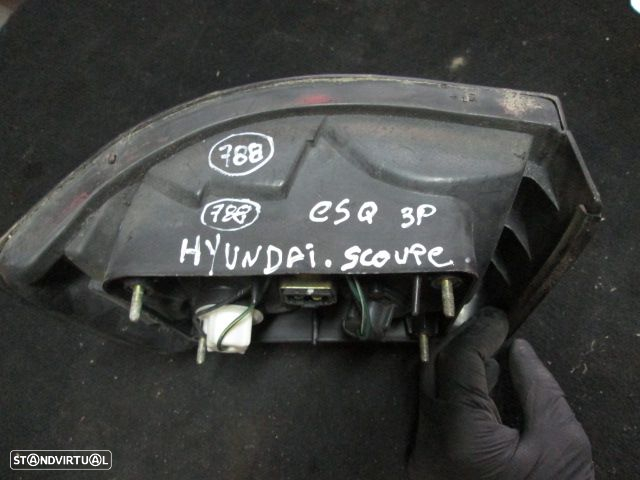 788
788 ESQ 3P
HYUNDAI. SCOUPE
STANDVIRTUAL